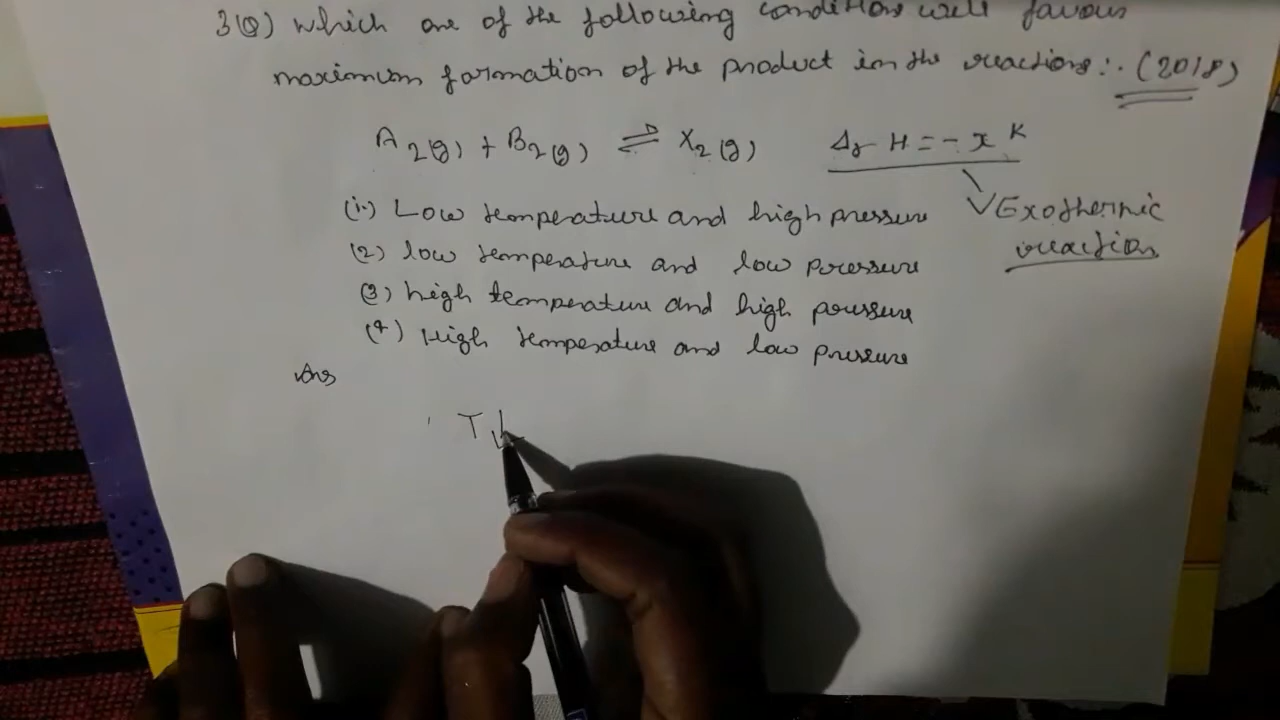 3(Q) which one of the following conditions will favour
maximum formation of the product in the reactions:. (2018)
A2(g) + B2(g) ⇌ X2(g) ΔrH = -x K
(1.) Low temperature and high pressure
Exothermic
reaction
(2) low temperature and low pressure
(3) high temperature and high pressure
(4) High temperature and low pressure
Ans
T↓